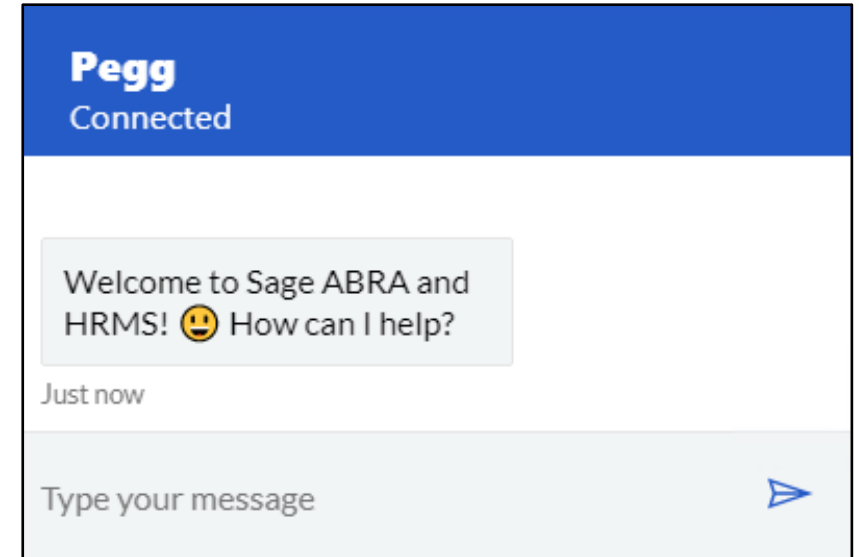 Pegg
Connected
Welcome to Sage ABRA and
HRMS! 😃 How can I help?
Just now
Type your message